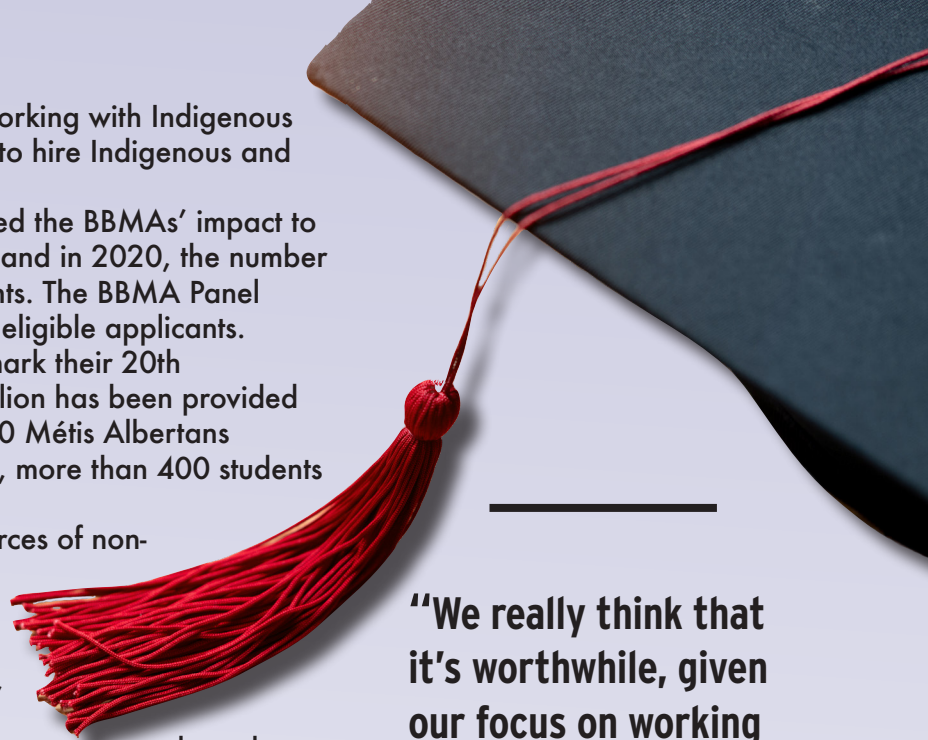 orking with Indigenous
to hire Indigenous and
ed the BBMAs’ impact to
and in 2020, the number
nts. The BBMA Panel
eligible applicants.
ark their 20th
lion has been provided
0 Métis Albertans
, more than 400 students
rces of non-
“We really think that
it’s worthwhile, given
our focus on working